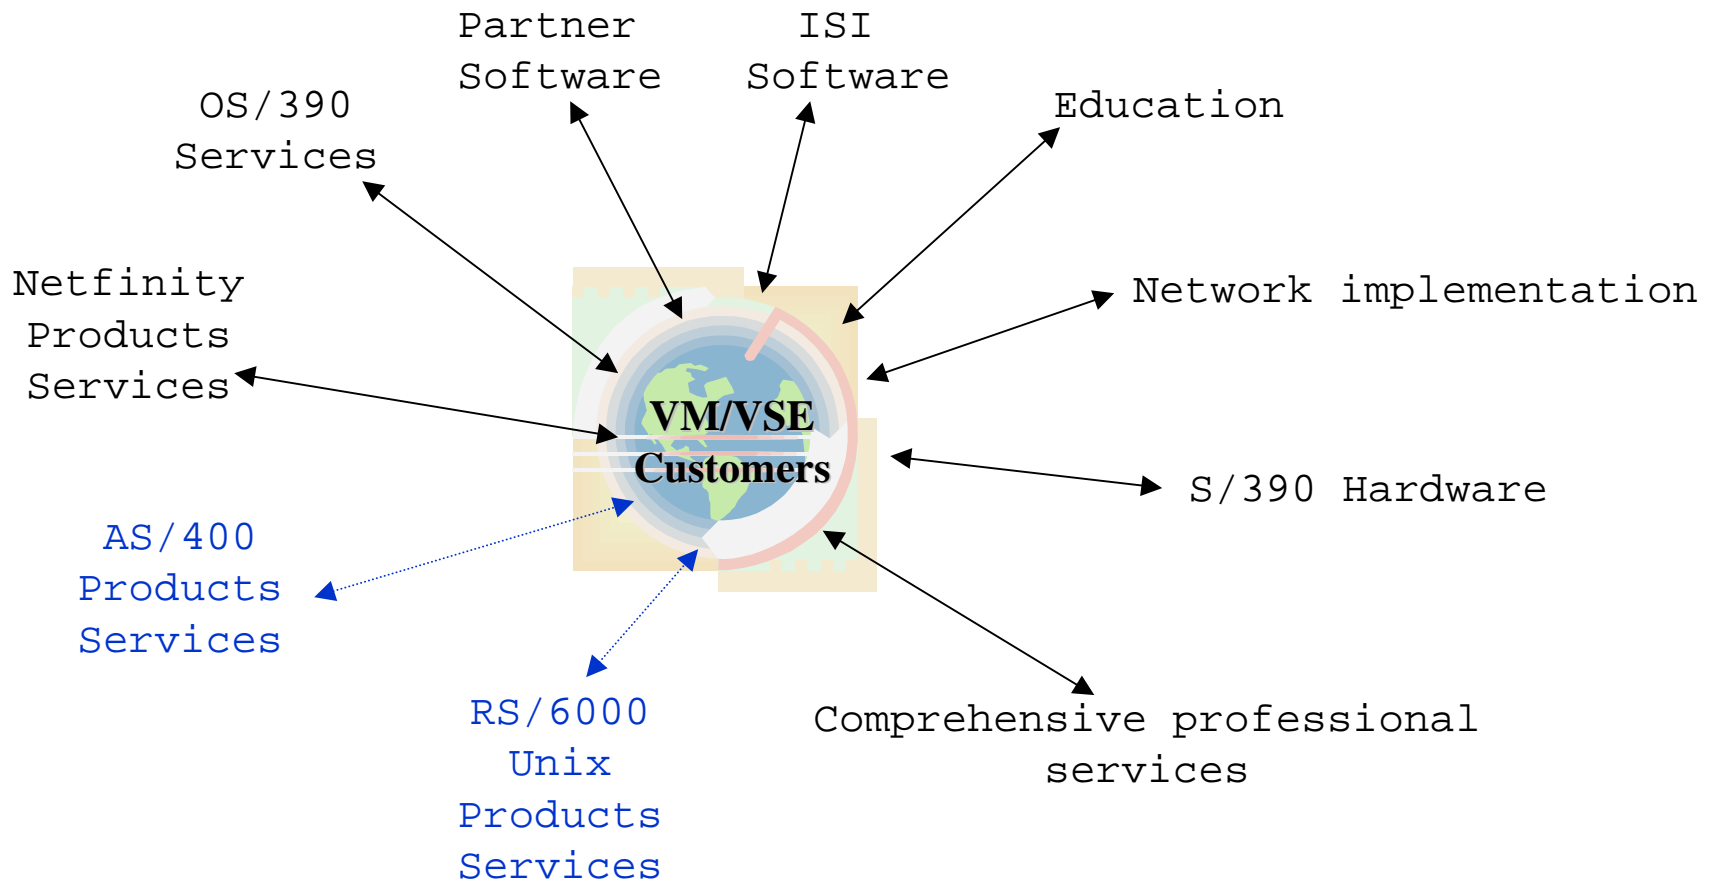 Partner
Software
ISI
Software
OS/390
Services
Education
Netfinity
Products
Services
Network implementation
VM/VSE
Customers
S/390 Hardware
AS/400
Products
Services
RS/6000
Unix
Products
Services
Comprehensive professional
services